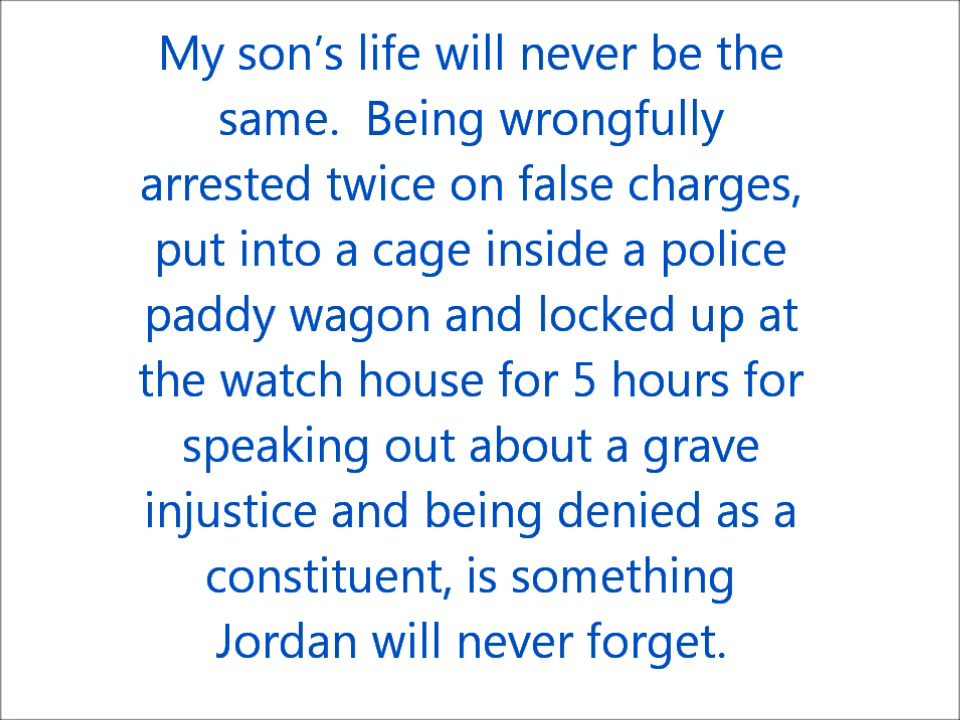 My son’s life will never be the
same.  Being wrongfully
arrested twice on false charges,
put into a cage inside a police
paddy wagon and locked up at
the watch house for 5 hours for
speaking out about a grave
injustice and being denied as a
constituent, is something
Jordan will never forget.